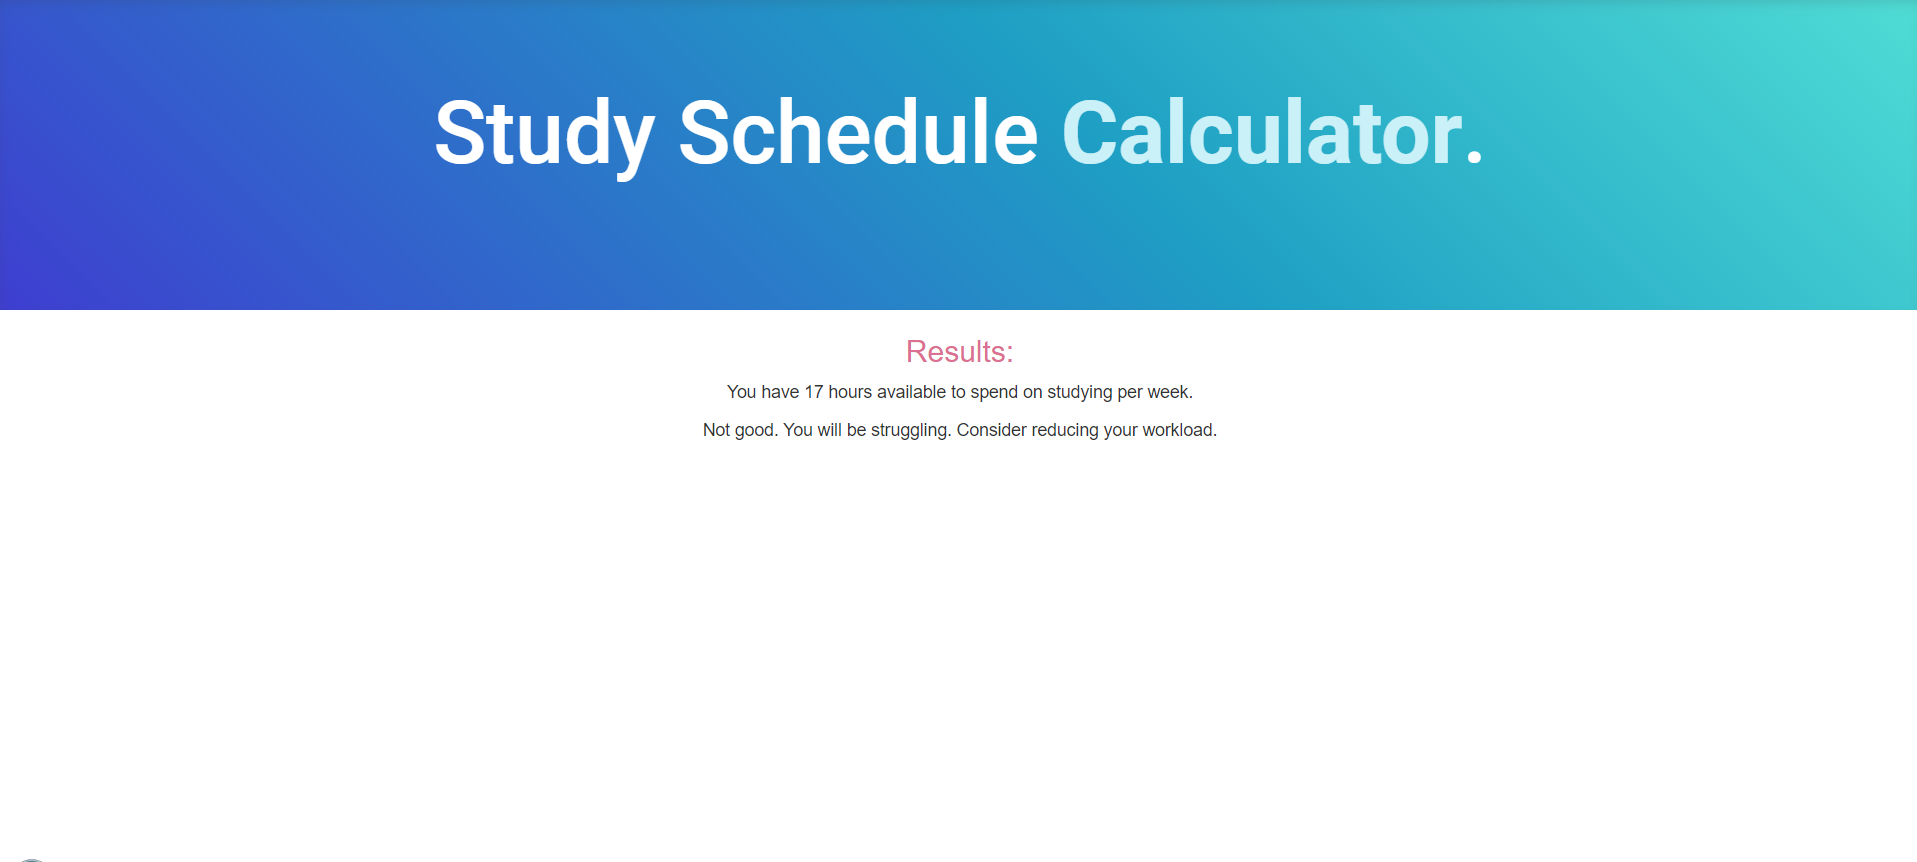 Study Schedule Calculator.
Results:
You have 17 hours available to spend on studying per week.
Not good. You will be struggling. Consider reducing your workload.